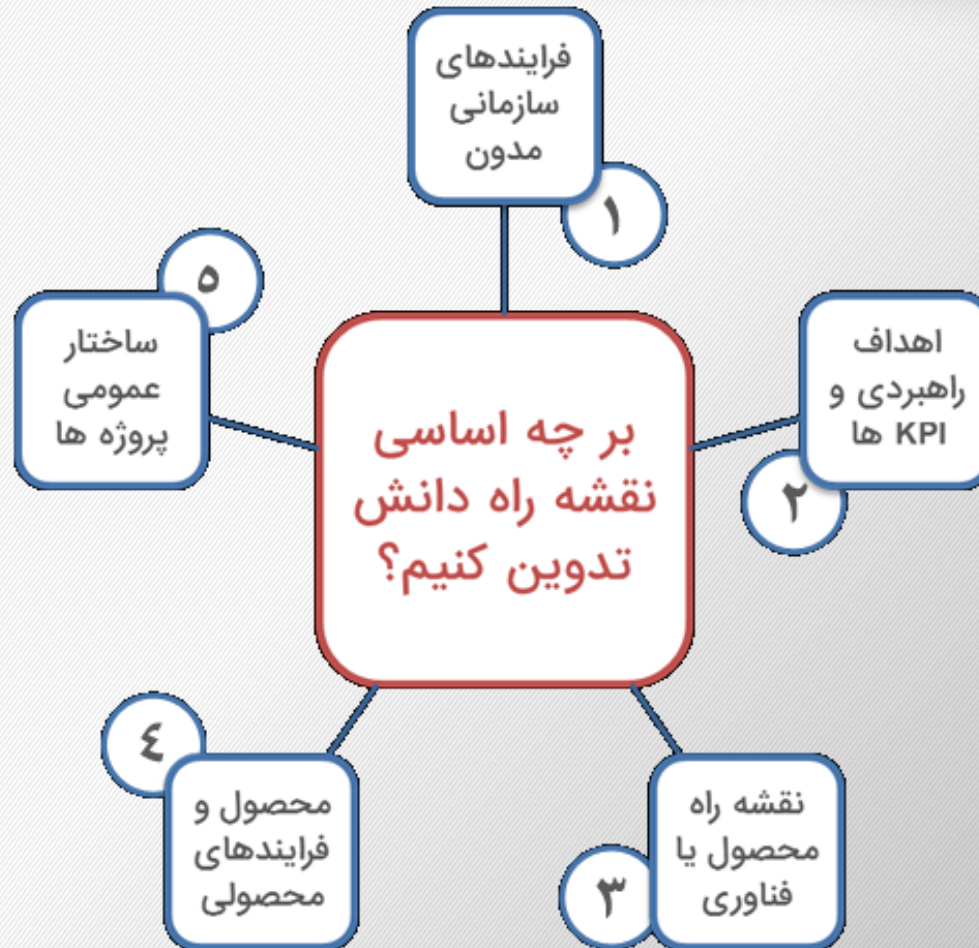 فرایندهای
سازمانی
مدون
۱
اهداف
راهبردی و
KPI ها
۲
نقشه راه
محصول یا
فناوری
۳
محصول و
فرایندهای
محصولی
٤
ساختار
عمومی
پروژه ها
٥
بر چه اساسی
نقشه راه دانش
تدوین کنیم؟